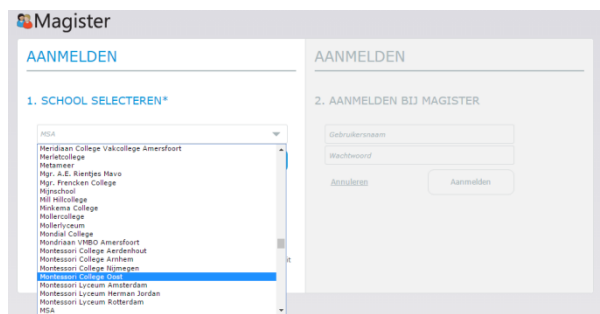 Magister
AANMELDEN
1. SCHOOL SELECTEREN*
MSA
Meridiaan College Vakcollege Amersfoort
Merletcollege
Metameer
Mgr. A.E. Rientjes Mavo
Mgr. Frencken College
Mijnschool
Mill Hillcollege
Minkema College
Mollercollege
Mollerlyceum
Mondial College
Mondriaan VMBO Amersfoort
Montessori College Aerdenhout
Montessori College Arnhem
Montessori College Nijmegen
Montessori College Oost
Montessori Lyceum Amsterdam
Montessori Lyceum Herman Jordan
Montessori Lyceum Rotterdam
MSA
AANMELDEN
2. AANMELDEN BIJ MAGISTER
Gebruikersnaam
Wachtwoord
Annuleren Aanmelden